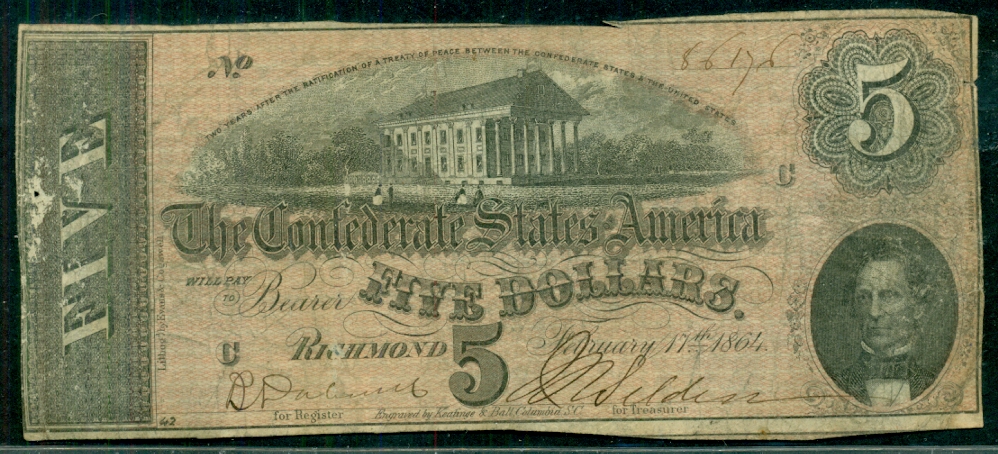 TWO YEARS AFTER THE RATIFICATION OF A TREATY OF PEACE BETWEEN THE CONFEDERATE STATES & THE UNITED STATES
No 86176
5
C
FIVE
The Confederate States America
WILL PAY TO Bearer FIVE DOLLARS.
C RICHMOND 5 February 17th 1864.
for Register
for Treasurer
Engraved by Keatinge & Ball, Columbia S.C.
42